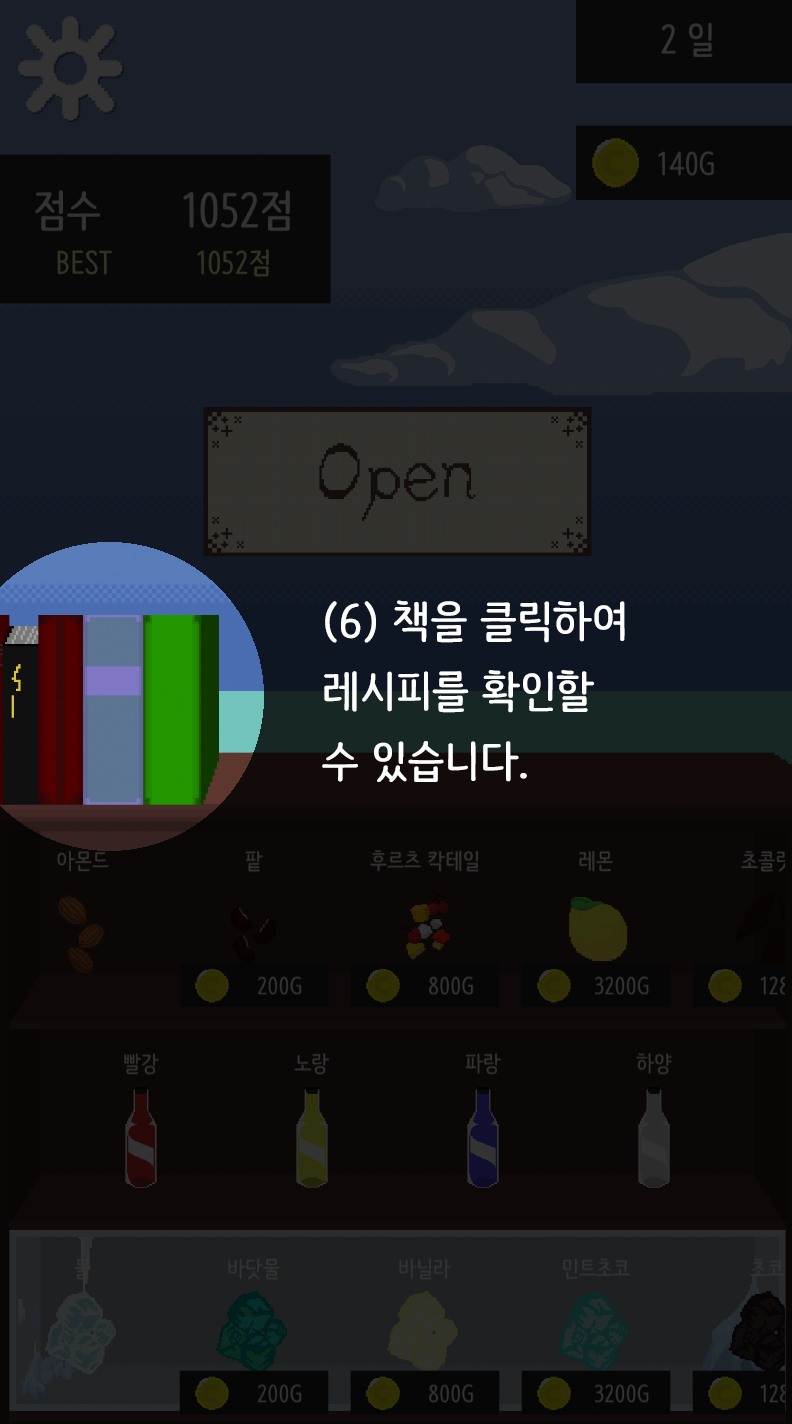 2 일
140G
점수 1052점
BEST 1052점
Open
(6) 책을 클릭하여
레시피를 확인할
수 있습니다.
아몬드 팥 후르츠 칵테일 레몬
200G 800G 3200G
빨강 노랑 파랑 하양
물 바닷물 바닐라 민트초코
200G 800G 3200G